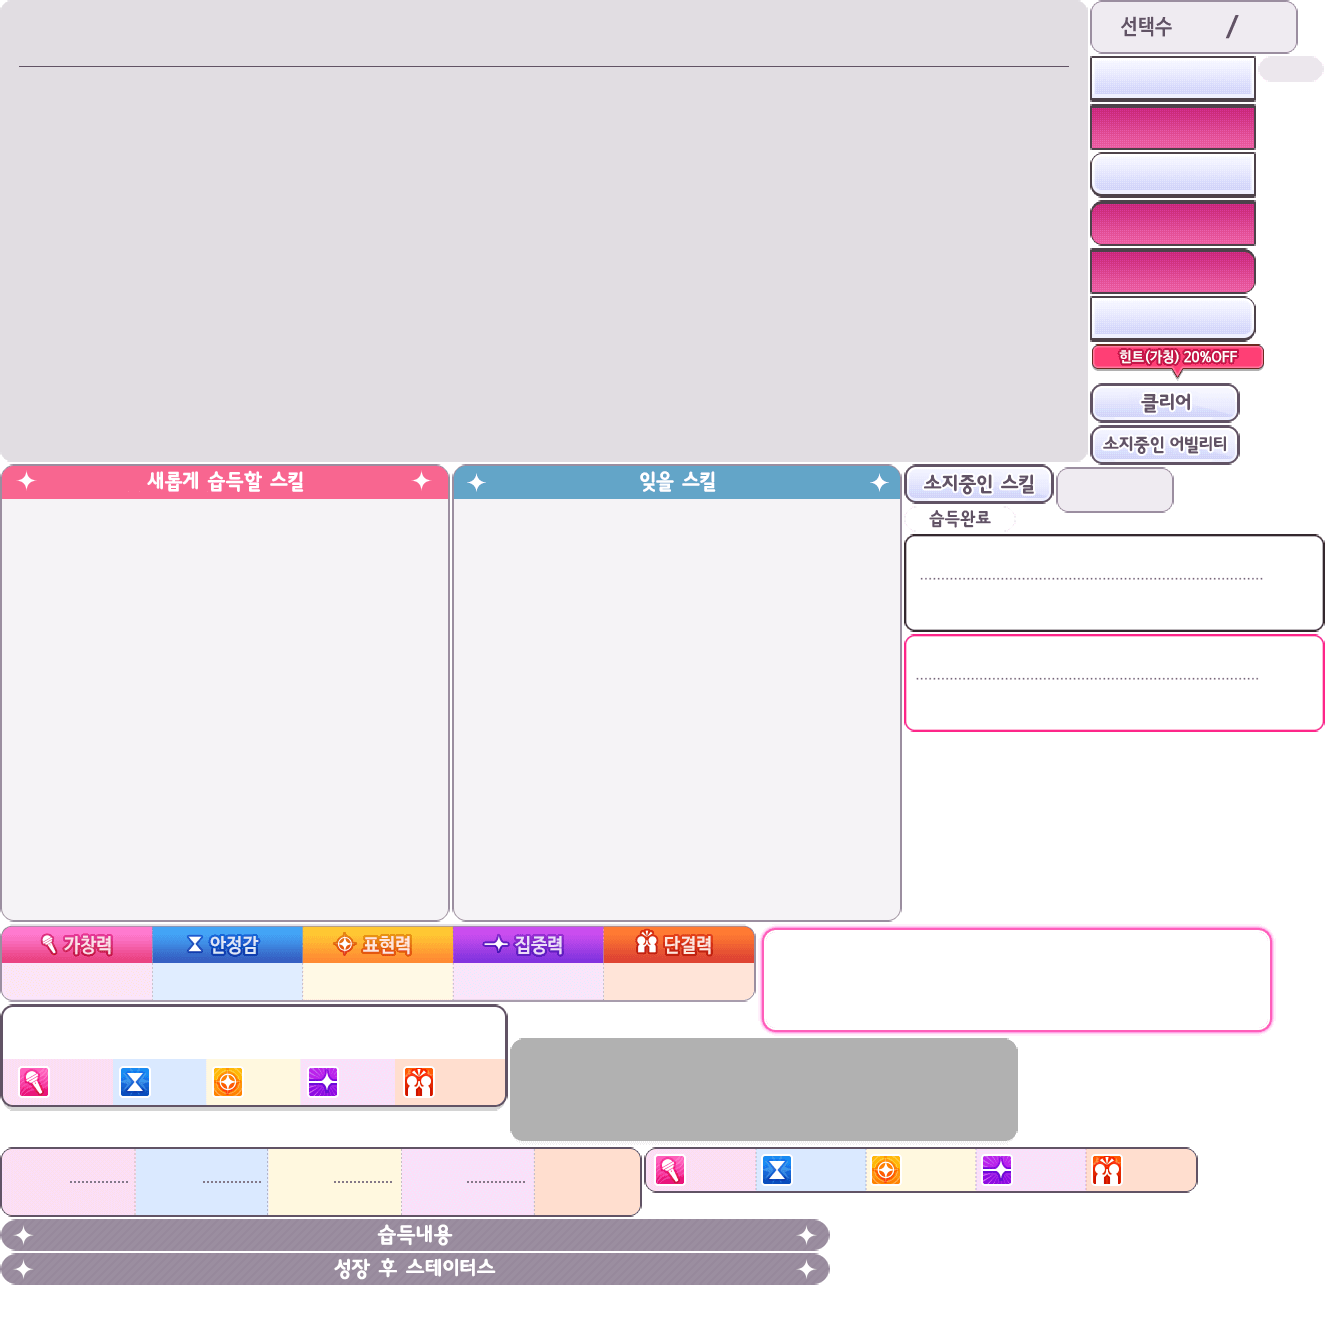 선택수 /
힌트(가칭) 20%OFF
클리어
소지중인 어빌리티
새롭게 습득할 스킬
잊을 스킬
소지중인 스킬
습득완료
가창력 안정감 표현력 집중력 단결력
습득내용
성장 후 스테이터스